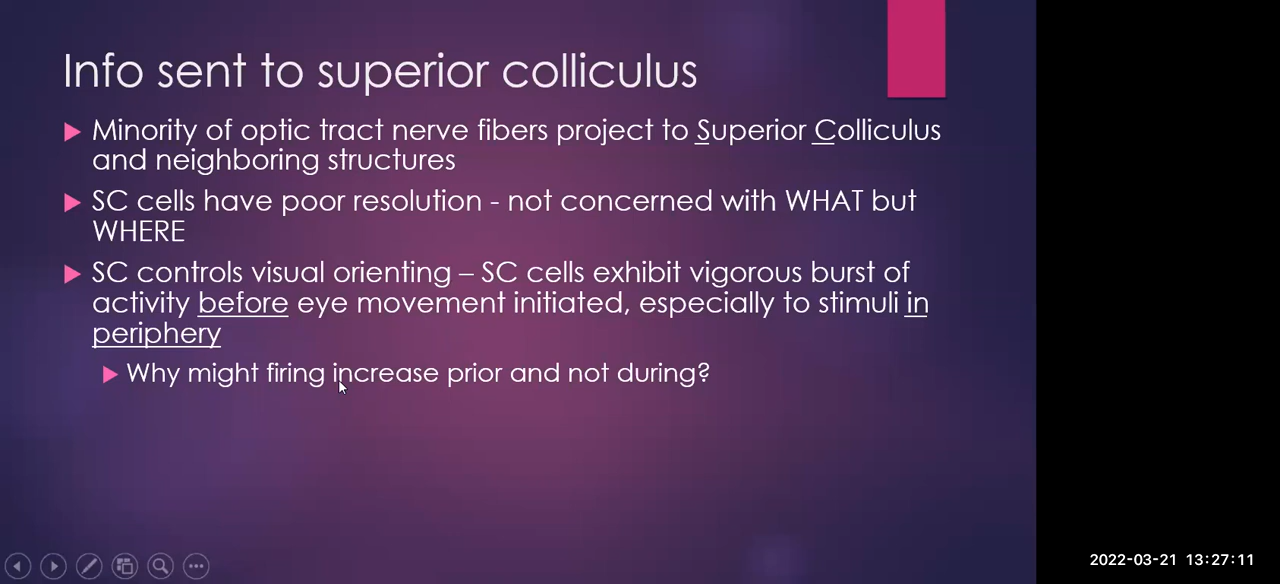 Info sent to superior colliculus
Minority of optic tract nerve fibers project to Superior Colliculus
and neighboring structures
SC cells have poor resolution - not concerned with WHAT but
WHERE
SC controls visual orienting – SC cells exhibit vigorous burst of
activity before eye movement initiated, especially to stimuli in
periphery
Why might firing increase prior and not during?
2022-03-21 13:27:11